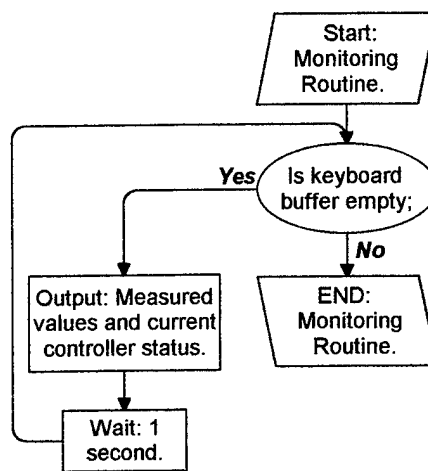 Start:
Monitoring
Routine.
Yes
Is keyboard
buffer empty;
No
Output: Measured
values and current
controller status.
END:
Monitoring
Routine.
Wait: 1
second.